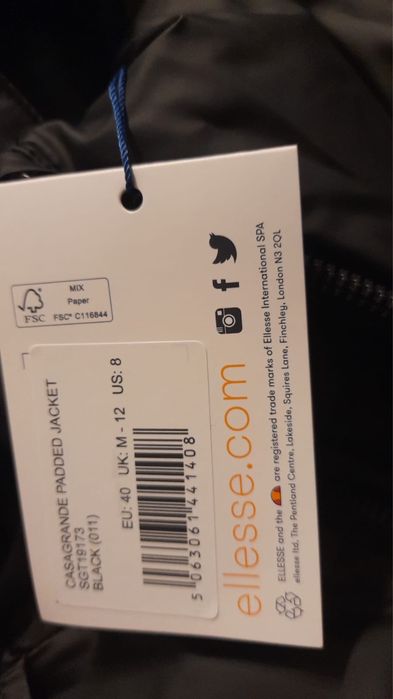 MIX
Paper
FSC
FSC® C116844
CASAGRANDE PADDED JACKET
SGT19173
BLACK (011)
EU: 40 UK: M - 12 US: 8
5 063061 441408
ellesse.com
ELLESSE and the are registered trade marks of Ellesse International SPA
ellesse ltd, The Pentland Centre, Lakeside, Squires Lane, Finchley, London N3 2QL